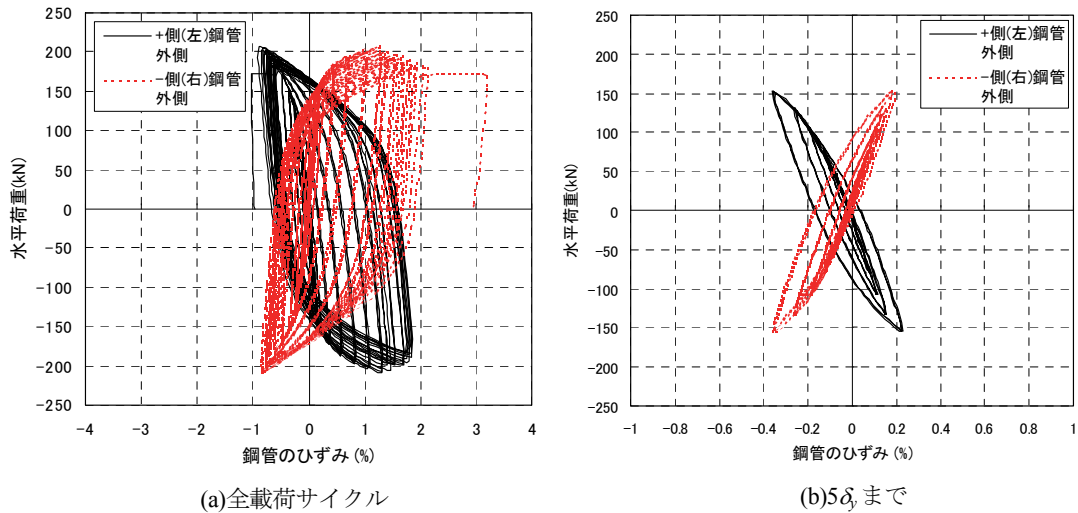 250
200
150
100
50
0
-50
-100
-150
-200
-250
水平荷重(kN)
+側(左)鋼管
外側
-側(右)鋼管
外側
-4 -3 -2 -1 0 1 2 3 4
鋼管のひずみ(%)
(a)全載荷サイクル
250
200
150
100
50
0
-50
-100
-150
-200
-250
水平荷重(kN)
+側(左)鋼管
外側
-側(右)鋼管
外側
-1 -0.8 -0.6 -0.4 -0.2 0 0.2 0.4 0.6 0.8 1
鋼管のひずみ(%)
(b)5δyまで